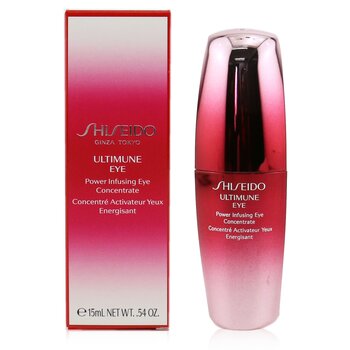 SHISEIDO
GINZA TOKYO
ULTIMUNE
EYE
Power Infusing Eye
Concentrate
Concentré Activateur Yeux
Energisant
℮15mL NET WT. .54 OZ.
SHISEIDO
ULTIMUNE
EYE
Power Infusing Eye
Concentrate
Concentré Activateur Yeux
Energisant